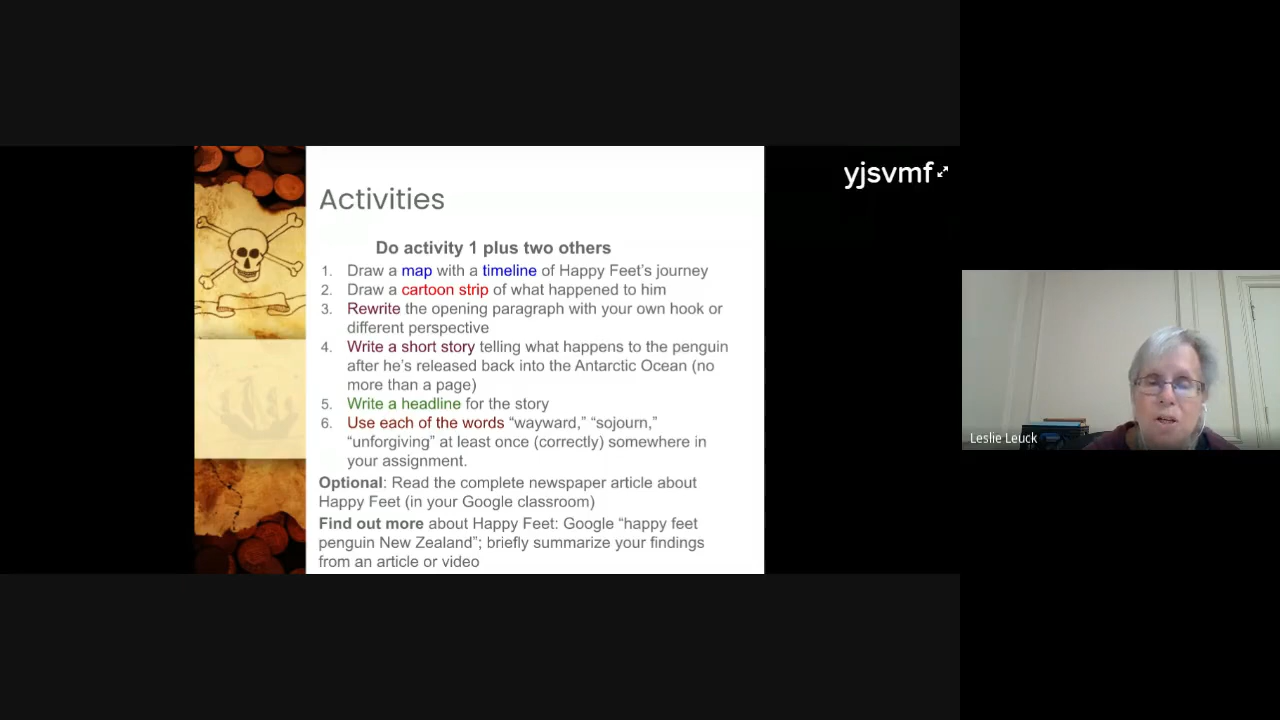 yjsvmf
Activities
Do activity 1 plus two others
1. Draw a map with a timeline of Happy Feet's journey
2. Draw a cartoon strip of what happened to him
3. Rewrite the opening paragraph with your own hook or
different perspective
4. Write a short story telling what happens to the penguin
after he's released back into the Antarctic Ocean (no
more than a page)
5. Write a headline for the story
6. Use each of the words “wayward,” “sojourn,”
“unforgiving” at least once (correctly) somewhere in
your assignment.
Optional: Read the complete newspaper article about
Happy Feet (in your Google classroom)
Find out more about Happy Feet: Google “happy feet
penguin New Zealand”; briefly summarize your findings
from an article or video
Leslie Leuck